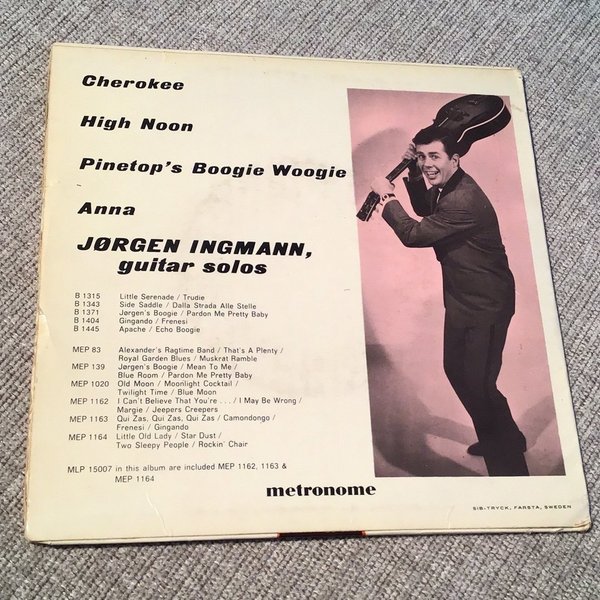 Cherokee
High Noon
Pinetop's Boogie Woogie
Anna
JØRGEN INGMANN,
guitar solos
B 1315 Little Serenade / Trudie
B 1343 Side Saddle / Dalla Strada Alle Stelle
B 1371 Jørgen's Boogie / Pardon Me Pretty Baby
B 1404 Gingando / Frenesi
B 1445 Apache / Echo Boogie
MEP 83 Alexander's Ragtime Band / That's A Plenty /
Royal Garden Blues / Muskrat Ramble
MEP 139 Jørgen's Boogie / Mean To Me /
Blue Room / Pardon Me Pretty Baby
MEP 1020 Old Moon / Moonlight Cocktail /
Twilight Time / Blue Moon
MEP 1162 I Can't Believe That You're . . . / I May Be Wrong /
Margie / Jeepers Creepers
MEP 1163 Qui Zas, Qui Zas, Qui Zas / Camondongo /
Frenesi / Gingando
MEP 1164 Little Old Lady / Star Dust /
Two Sleepy People / Rockin' Chair
MLP 15007 in this album are included MEP 1162, 1163 &
MEP 1164
metronome
SIB-TRYCK, FARSTA, SWEDEN